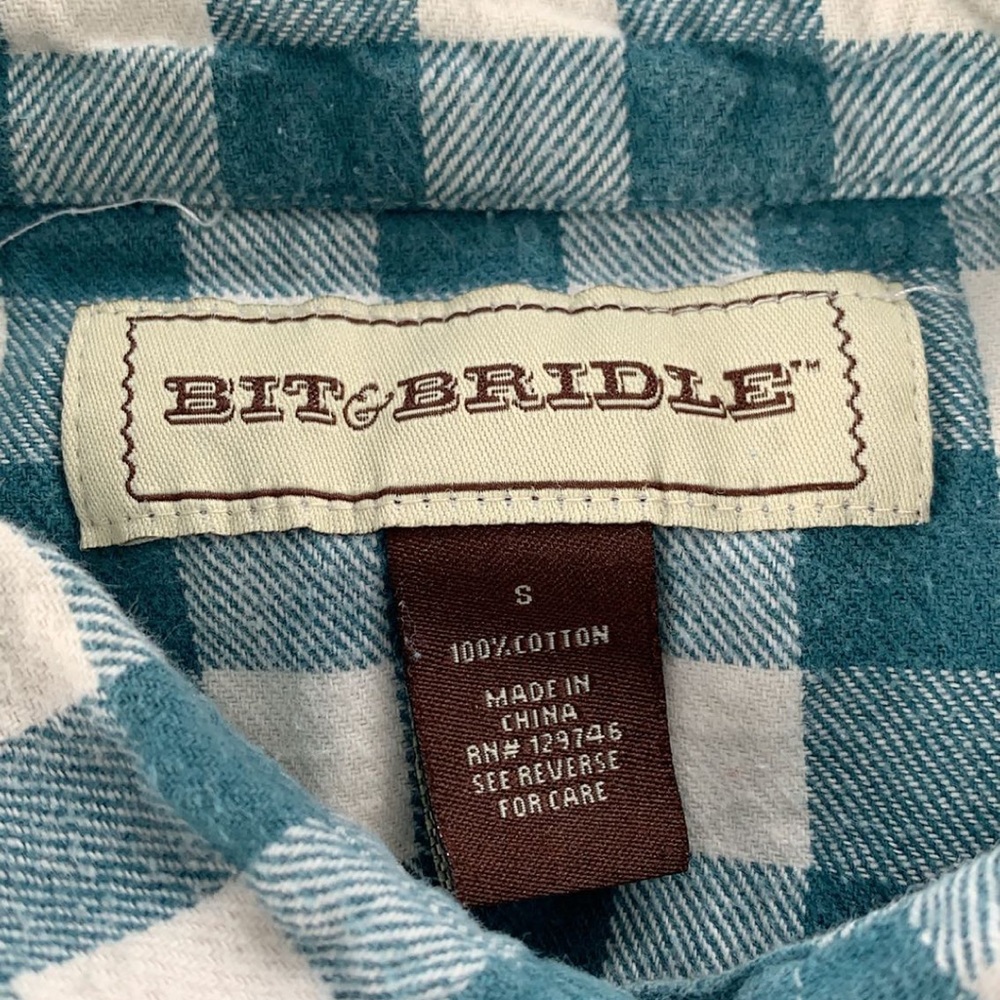 BIT & BRIDLE™
S
100% COTTON
MADE IN
CHINA
RN# 129746
SEE REVERSE
FOR CARE